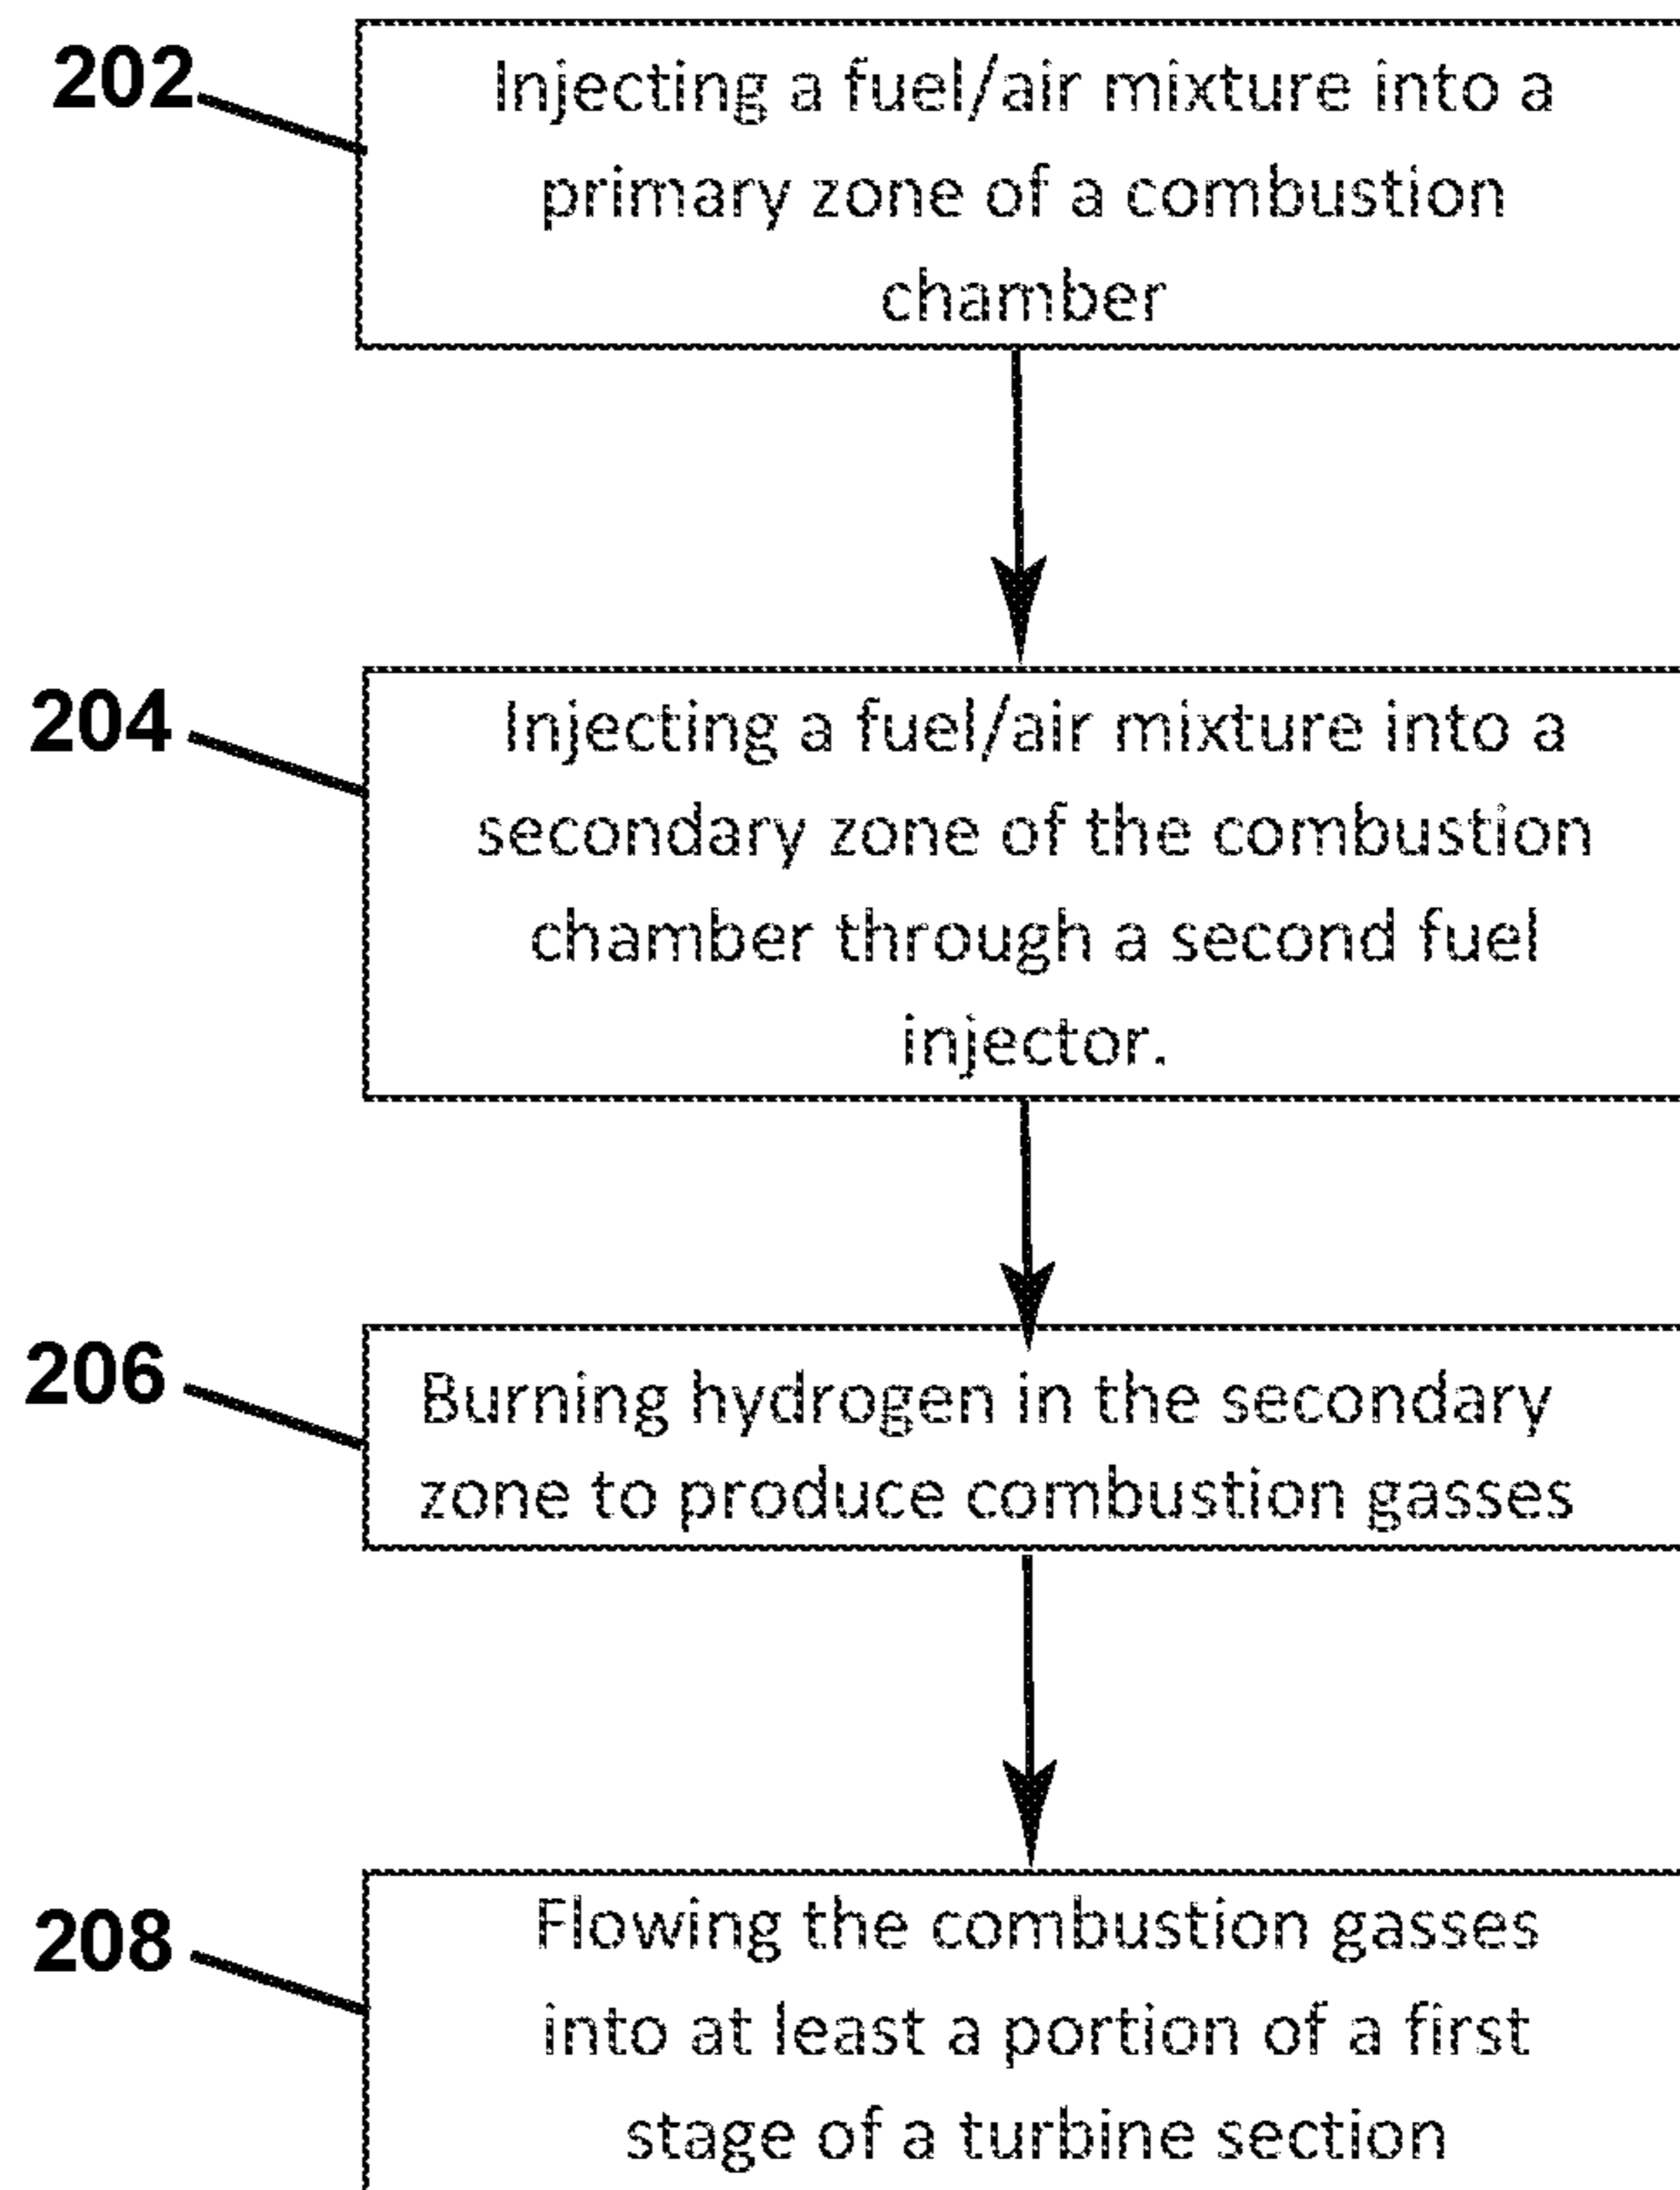 202
Injecting a fuel/air mixture into a
primary zone of a combustion
chamber
204
Injecting a fuel/air mixture into a
secondary zone of the combustion
chamber through a second fuel
injector.
206
Burning hydrogen in the secondary
zone to produce combustion gasses
208
Flowing the combustion gasses
into at least a portion of a first
stage of a turbine section